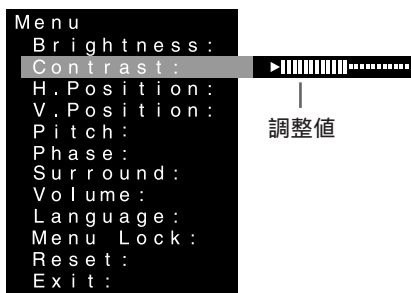 Menu
Brightness:
Contrast:
H.Position:
V.Position:
調整値
Pitch:
Phase:
Surround:
Volume:
Language:
Menu Lock:
Reset:
Exit: